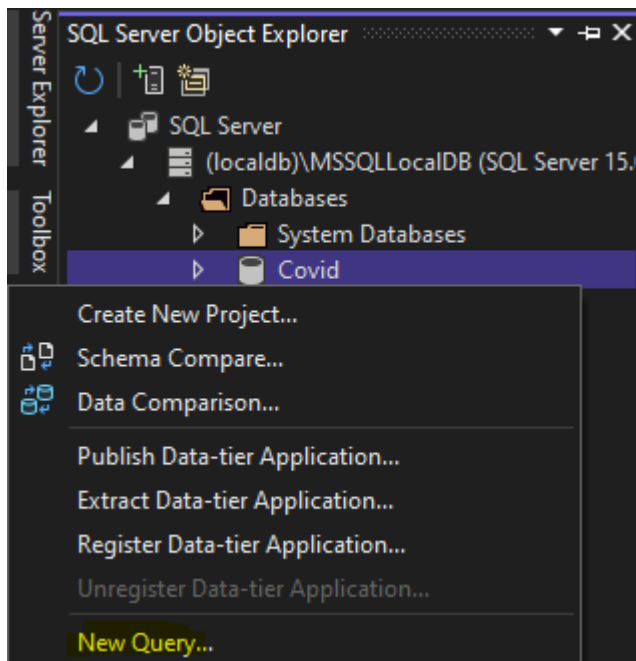 Server Explorer
Toolbox
SQL Server Object Explorer
SQL Server
(localdb)\MSSQLLocalDB (SQL Server 15.
Databases
System Databases
Covid
Create New Project...
Schema Compare...
Data Comparison...
Publish Data-tier Application...
Extract Data-tier Application...
Register Data-tier Application...
Unregister Data-tier Application...
New Query...